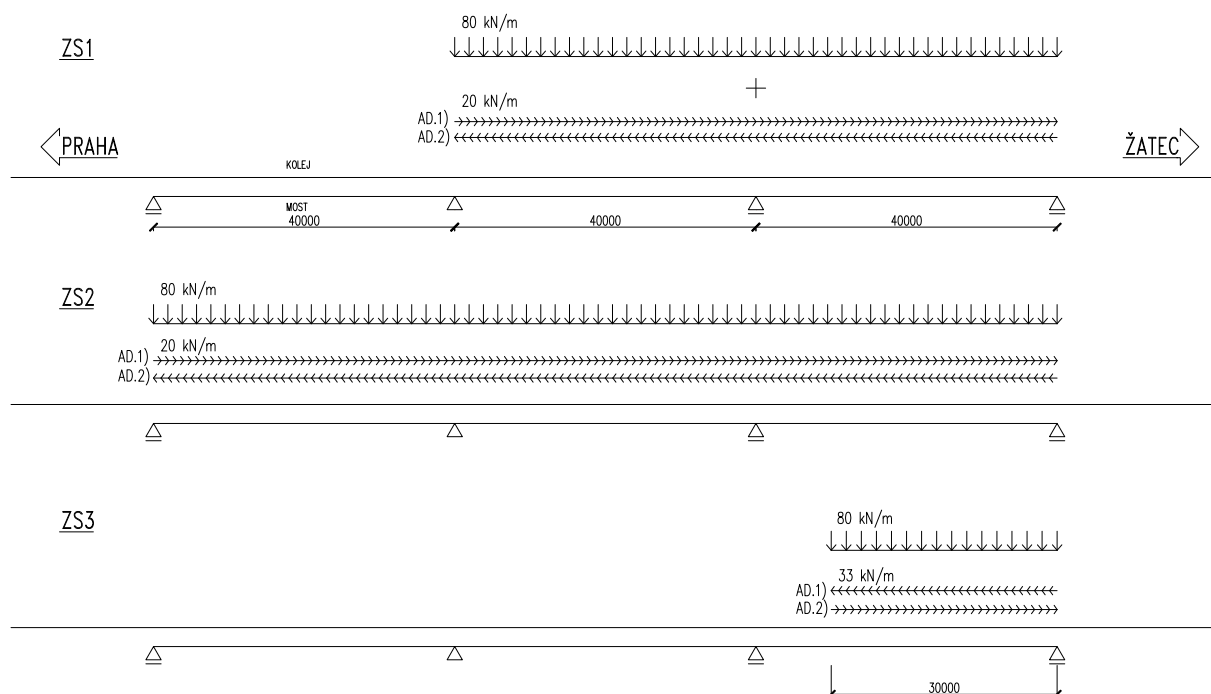 80 kN/m
ZS1
20 kN/m
AD.1)
AD.2)
PRAHA
ŽATEC
KOLEJ
MOST
40000
40000
40000
80 kN/m
ZS2
20 kN/m
AD.1)
AD.2)
ZS3
80 kN/m
33 kN/m
AD.1)
AD.2)
30000